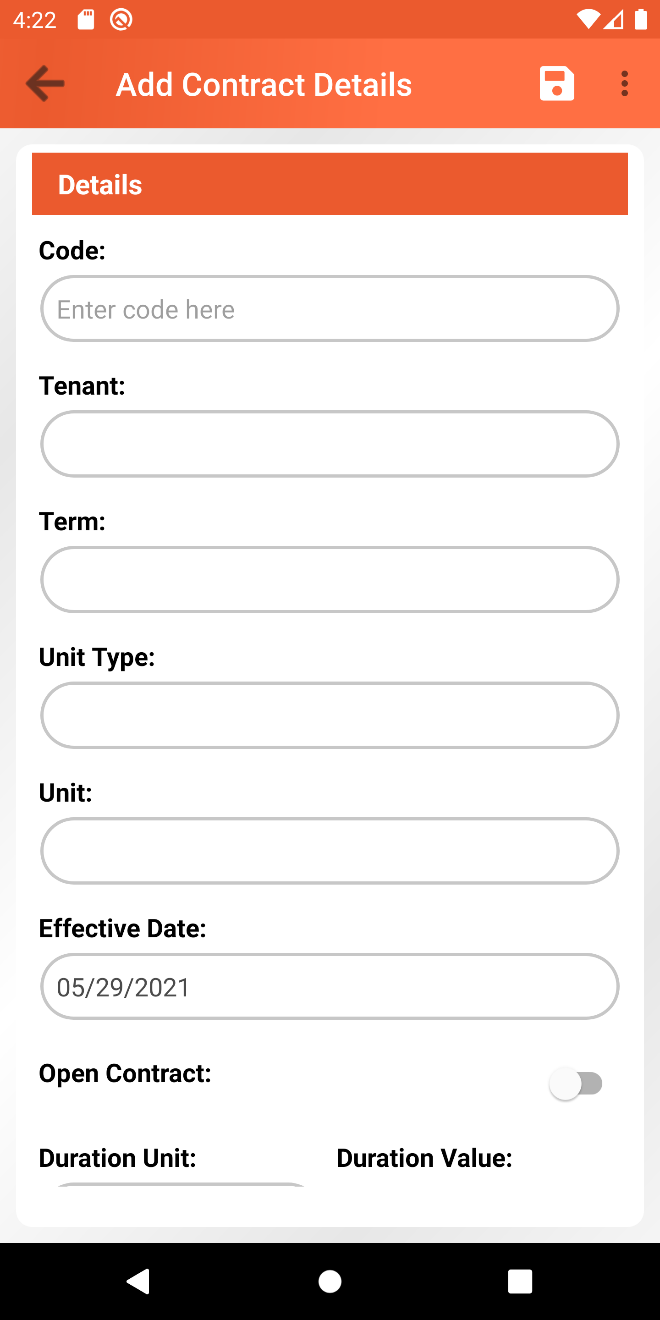 4:22
Add Contract Details
Details
Code:
Enter code here
Tenant:
Term:
Unit Type:
Unit:
Effective Date:
05/29/2021
Open Contract:
Duration Unit: Duration Value: